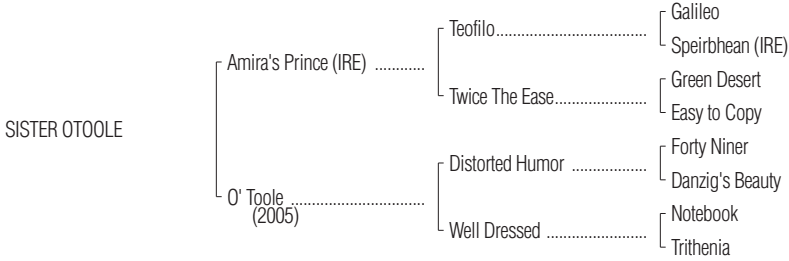 Galileo
Teofilo..................................
Speirbhean (IRE)
Amira's Prince (IRE) ............
Green Desert
Twice The Ease.........................
Easy to Copy
SISTER OTOOLE
Forty Niner
Distorted Humor ....................
Danzig's Beauty
O' Toole ................................
(2005)
Notebook
Well Dressed ...........................
Trithenia